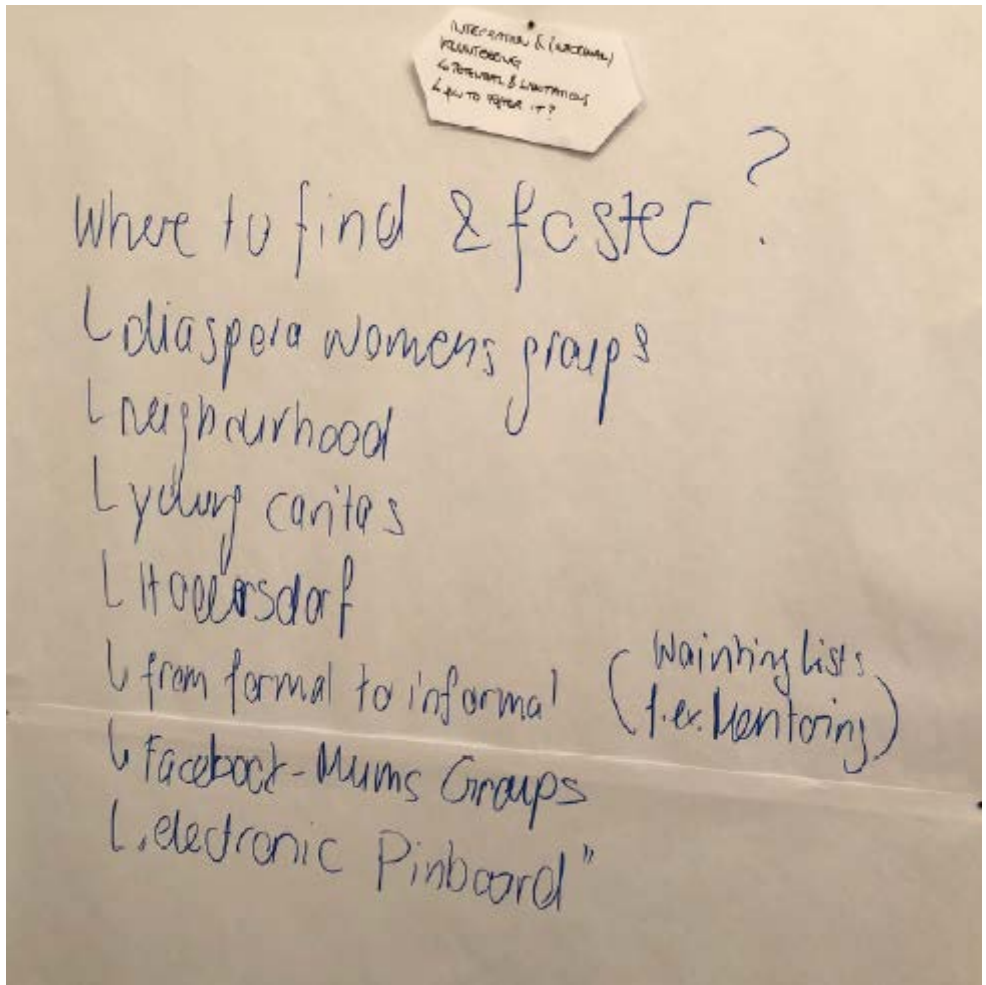 INTEGRATION & (INFORMAL)
VOLUNTEERING
↳ POTENTIAL & LIMITATIONS
↳ HOW TO FOSTER IT?
Where to find & foster?
↳ diaspora womens groups
↳ neighbourhood
↳ young caritas
↳ from formal to informal (Wainting Lists
f.ex. Mentoring)
↳ Facebook-Mums Groups
↳ „electronic Pinboard"